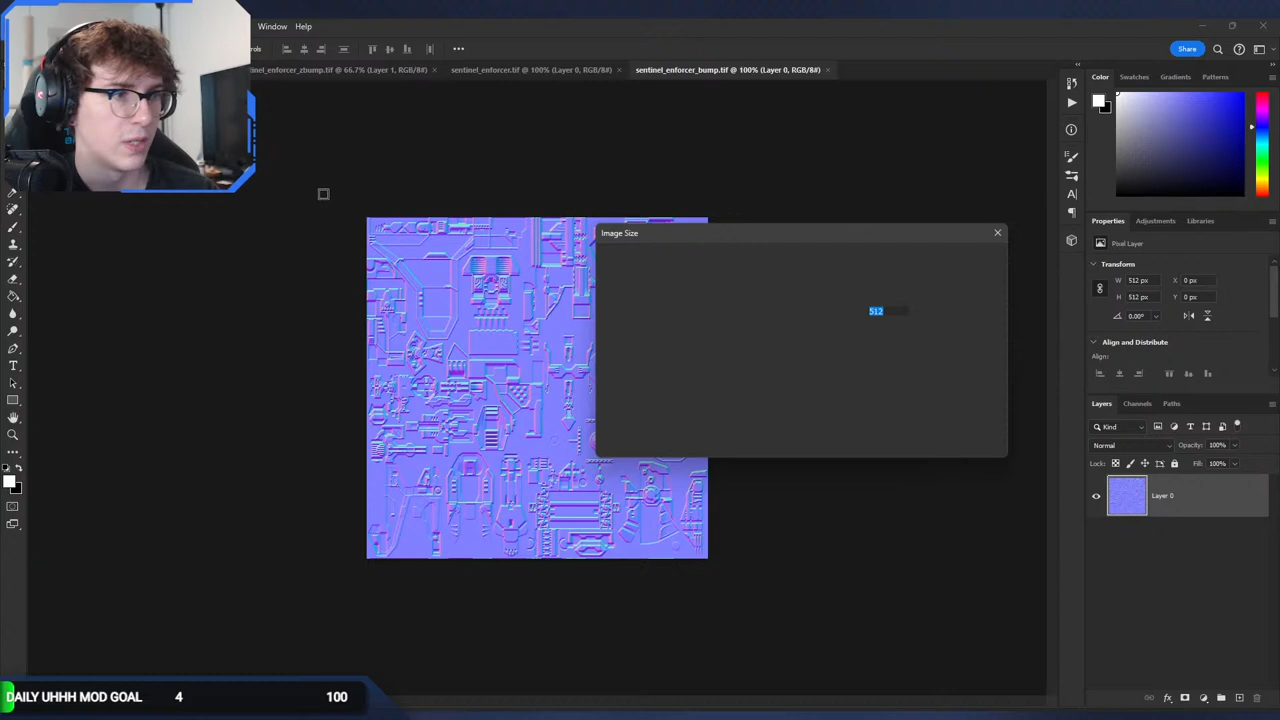 Window Help
ols
Share
ntinel_enforcer_zbump.tif @ 66.7% (Layer 1, RGB/8#) ×
sentinel_enforcer.tif @ 100% (Layer 0, RGB/8#) ×
sentinel_enforcer_bump.tif @ 100% (Layer 0, RGB/8#) ×
Color Swatches Gradients Patterns
Image Size
512
Properties Adjustments Libraries
Pixel Layer
Transform
W 512 px X 0 px
H 512 px Y 0 px
0.00°
Align and Distribute
Align:
Layers Channels Paths
Kind
Normal Opacity: 100%
Lock: Fill: 100%
Layer 0
DAILY UHHH MOD GOAL 4 100